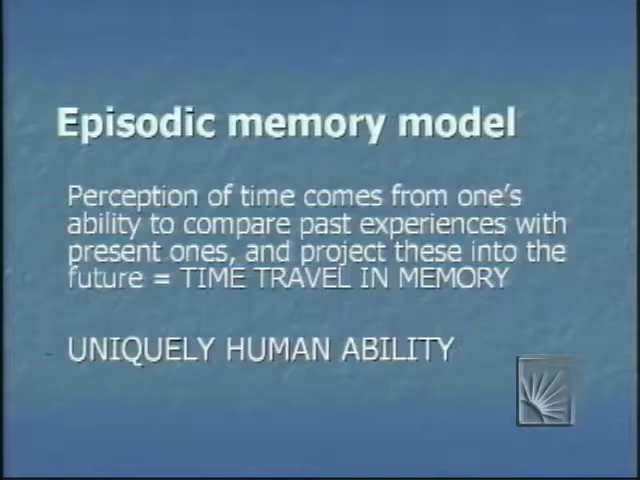 Episodic memory model
Perception of time comes from one's
ability to compare past experiences with
present ones, and project these into the
future = TIME TRAVEL IN MEMORY
- UNIQUELY HUMAN ABILITY